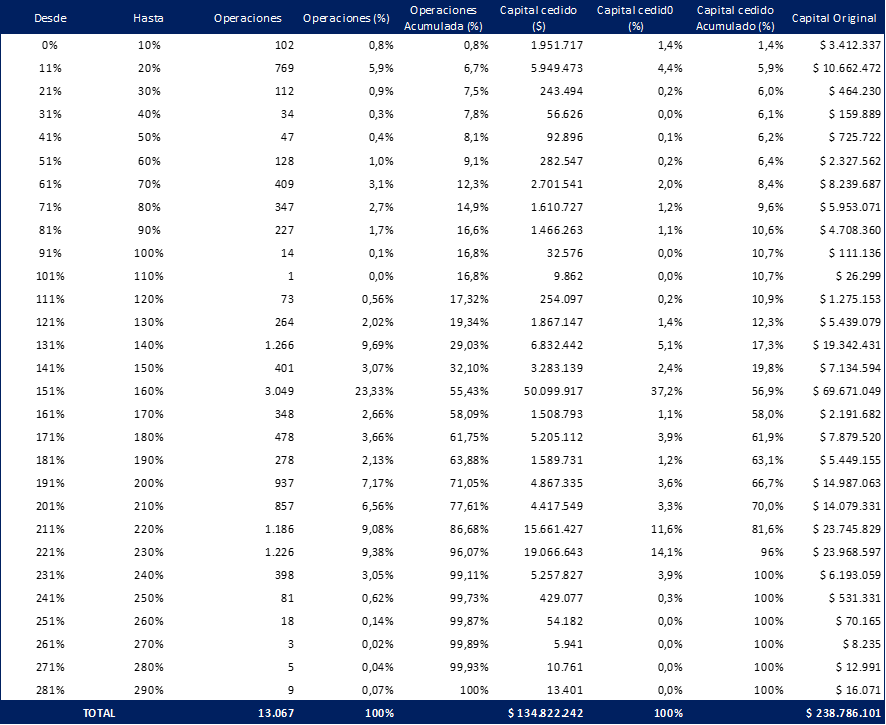 Desde Hasta Operaciones Operaciones (%) Operaciones Acumulada (%) Capital cedido ($) Capital cedid0 (%) Capital cedido Acumulado (%) Capital Original
0% 10% 102 0,8% 0,8% 1.951.717 1,4% 1,4% $ 3.412.337
11% 20% 769 5,9% 6,7% 5.949.473 4,4% 5,9% $ 10.662.472
21% 30% 112 0,9% 7,5% 243.494 0,2% 6,0% $ 464.230
31% 40% 34 0,3% 7,8% 56.626 0,0% 6,1% $ 159.889
41% 50% 47 0,4% 8,1% 92.896 0,1% 6,2% $ 725.722
51% 60% 128 1,0% 9,1% 282.547 0,2% 6,4% $ 2.327.562
61% 70% 409 3,1% 12,3% 2.701.541 2,0% 8,4% $ 8.239.687
71% 80% 347 2,7% 14,9% 1.610.727 1,2% 9,6% $ 5.953.071
81% 90% 227 1,7% 16,6% 1.466.263 1,1% 10,6% $ 4.708.360
91% 100% 14 0,1% 16,8% 32.576 0,0% 10,7% $ 111.136
101% 110% 1 0,0% 16,8% 9.862 0,0% 10,7% $ 26.299
111% 120% 73 0,56% 17,32% 254.097 0,2% 10,9% $ 1.275.153
121% 130% 264 2,02% 19,34% 1.867.147 1,4% 12,3% $ 5.439.079
131% 140% 1.266 9,69% 29,03% 6.832.442 5,1% 17,3% $ 19.342.431
141% 150% 401 3,07% 32,10% 3.283.139 2,4% 19,8% $ 7.134.594
151% 160% 3.049 23,33% 55,43% 50.099.917 37,2% 56,9% $ 69.671.049
161% 170% 348 2,66% 58,09% 1.508.793 1,1% 58,0% $ 2.191.682
171% 180% 478 3,66% 61,75% 5.205.112 3,9% 61,9% $ 7.879.520
181% 190% 278 2,13% 63,88% 1.589.731 1,2% 63,1% $ 5.449.155
191% 200% 937 7,17% 71,05% 4.867.335 3,6% 66,7% $ 14.987.063
201% 210% 857 6,56% 77,61% 4.417.549 3,3% 70,0% $ 14.079.331
211% 220% 1.186 9,08% 86,68% 15.661.427 11,6% 81,6% $ 23.745.829
221% 230% 1.226 9,38% 96,07% 19.066.643 14,1% 96% $ 23.968.597
231% 240% 398 3,05% 99,11% 5.257.827 3,9% 100% $ 6.193.059
241% 250% 81 0,62% 99,73% 429.077 0,3% 100% $ 531.331
251% 260% 18 0,14% 99,87% 54.182 0,0% 100% $ 70.165
261% 270% 3 0,02% 99,89% 5.941 0,0% 100% $ 8.235
271% 280% 5 0,04% 99,93% 10.761 0,0% 100% $ 12.991
281% 290% 9 0,07% 100% 13.401 0,0% 100% $ 16.071
TOTAL 13.067 100% $ 134.822.242 100% $ 238.786.101